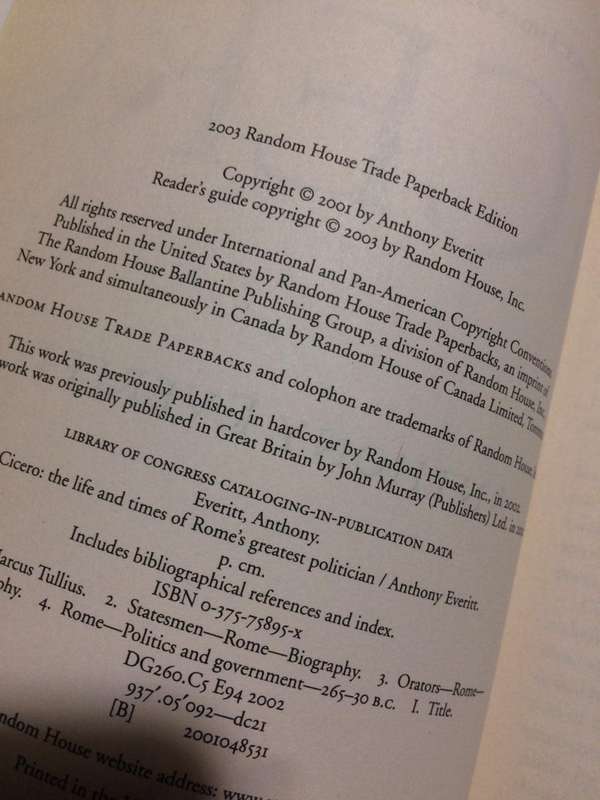 2003 Random House Trade Paperback Edition
Copyright © 2001 by Anthony Everitt
Reader's guide copyright © 2003 by Random House, Inc.
All rights reserved under International and Pan-American Copyright Conventions.
Published in the United States by Random House Trade Paperbacks, an imprint of
The Random House Ballantine Publishing Group, a division of Random House, Inc.,
New York and simultaneously in Canada by Random House of Canada Limited,
House Trade Paperbacks and colophon are trademarks of Random House,
This work was previously published in hardcover by Random House, Inc., in 2002.
work was originally published in Great Britain by John Murray (Publishers) Ltd. in
LIBRARY OF CONGRESS CATALOGING-IN-PUBLICATION DATA
Everitt, Anthony.
Cicero: the life and times of Rome's greatest politician / Anthony Everitt.
p. cm.
Includes bibliographical references and index.
ISBN 0-375-75895-x
Tullius. 2. Statesmen—Rome—Biography. 3. Orators—Rome—
4. Rome—Politics and government—265–30 B.C. I. Title.
DG260.C5 E94 2002
937'.05'092—dc21
[B] 2001048531
House website address:
Printed in the